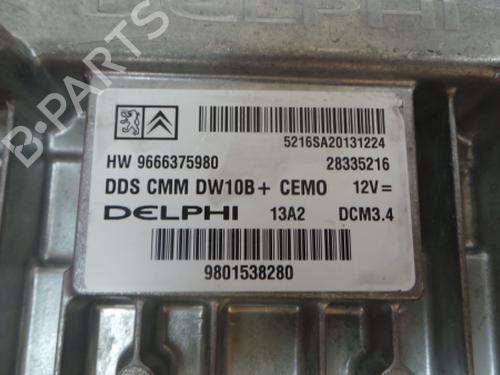 DELPHI
B-PARTS
5216SA20131224
HW 9666375980 28335216
DDS CMM DW10B+ CEMO 12V=
DELPHI 13A2 DCM3.4
9801538280